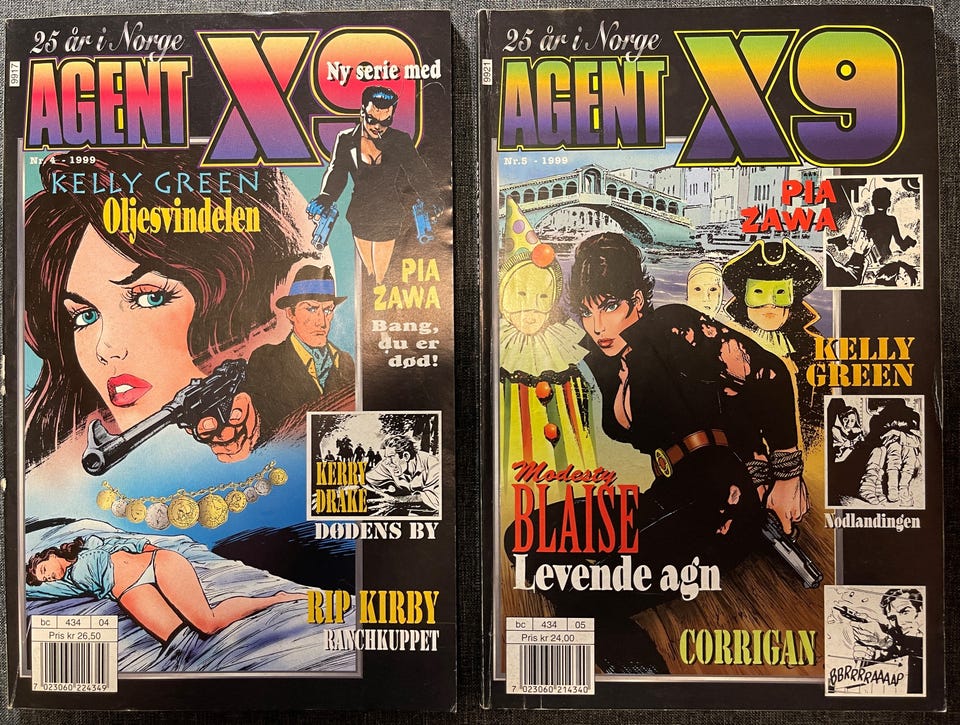 25 år i Norge
9917
AGENT X9
Ny serie med
Nr. 4 - 1999
KELLY GREEN
Oljesvindelen
PIA
ZAWA
Bang,
du er
død!
KERRY
DRAKE
DØDENS BY
RIP KIRBY
RANCHKUPPET
bc 434 04
Pris kr 26,50
7 023060 224349
25 år i Norge
9921
AGENT X9
Nr. 5 - 1999
PIA
ZAWA
KELLY
GREEN
Nødlandingen
Modesty
BLAISE
Levende agn
CORRIGAN
BBRRRRAAAAP
bc 434 05
Pris kr 24,00
7 023060 214340